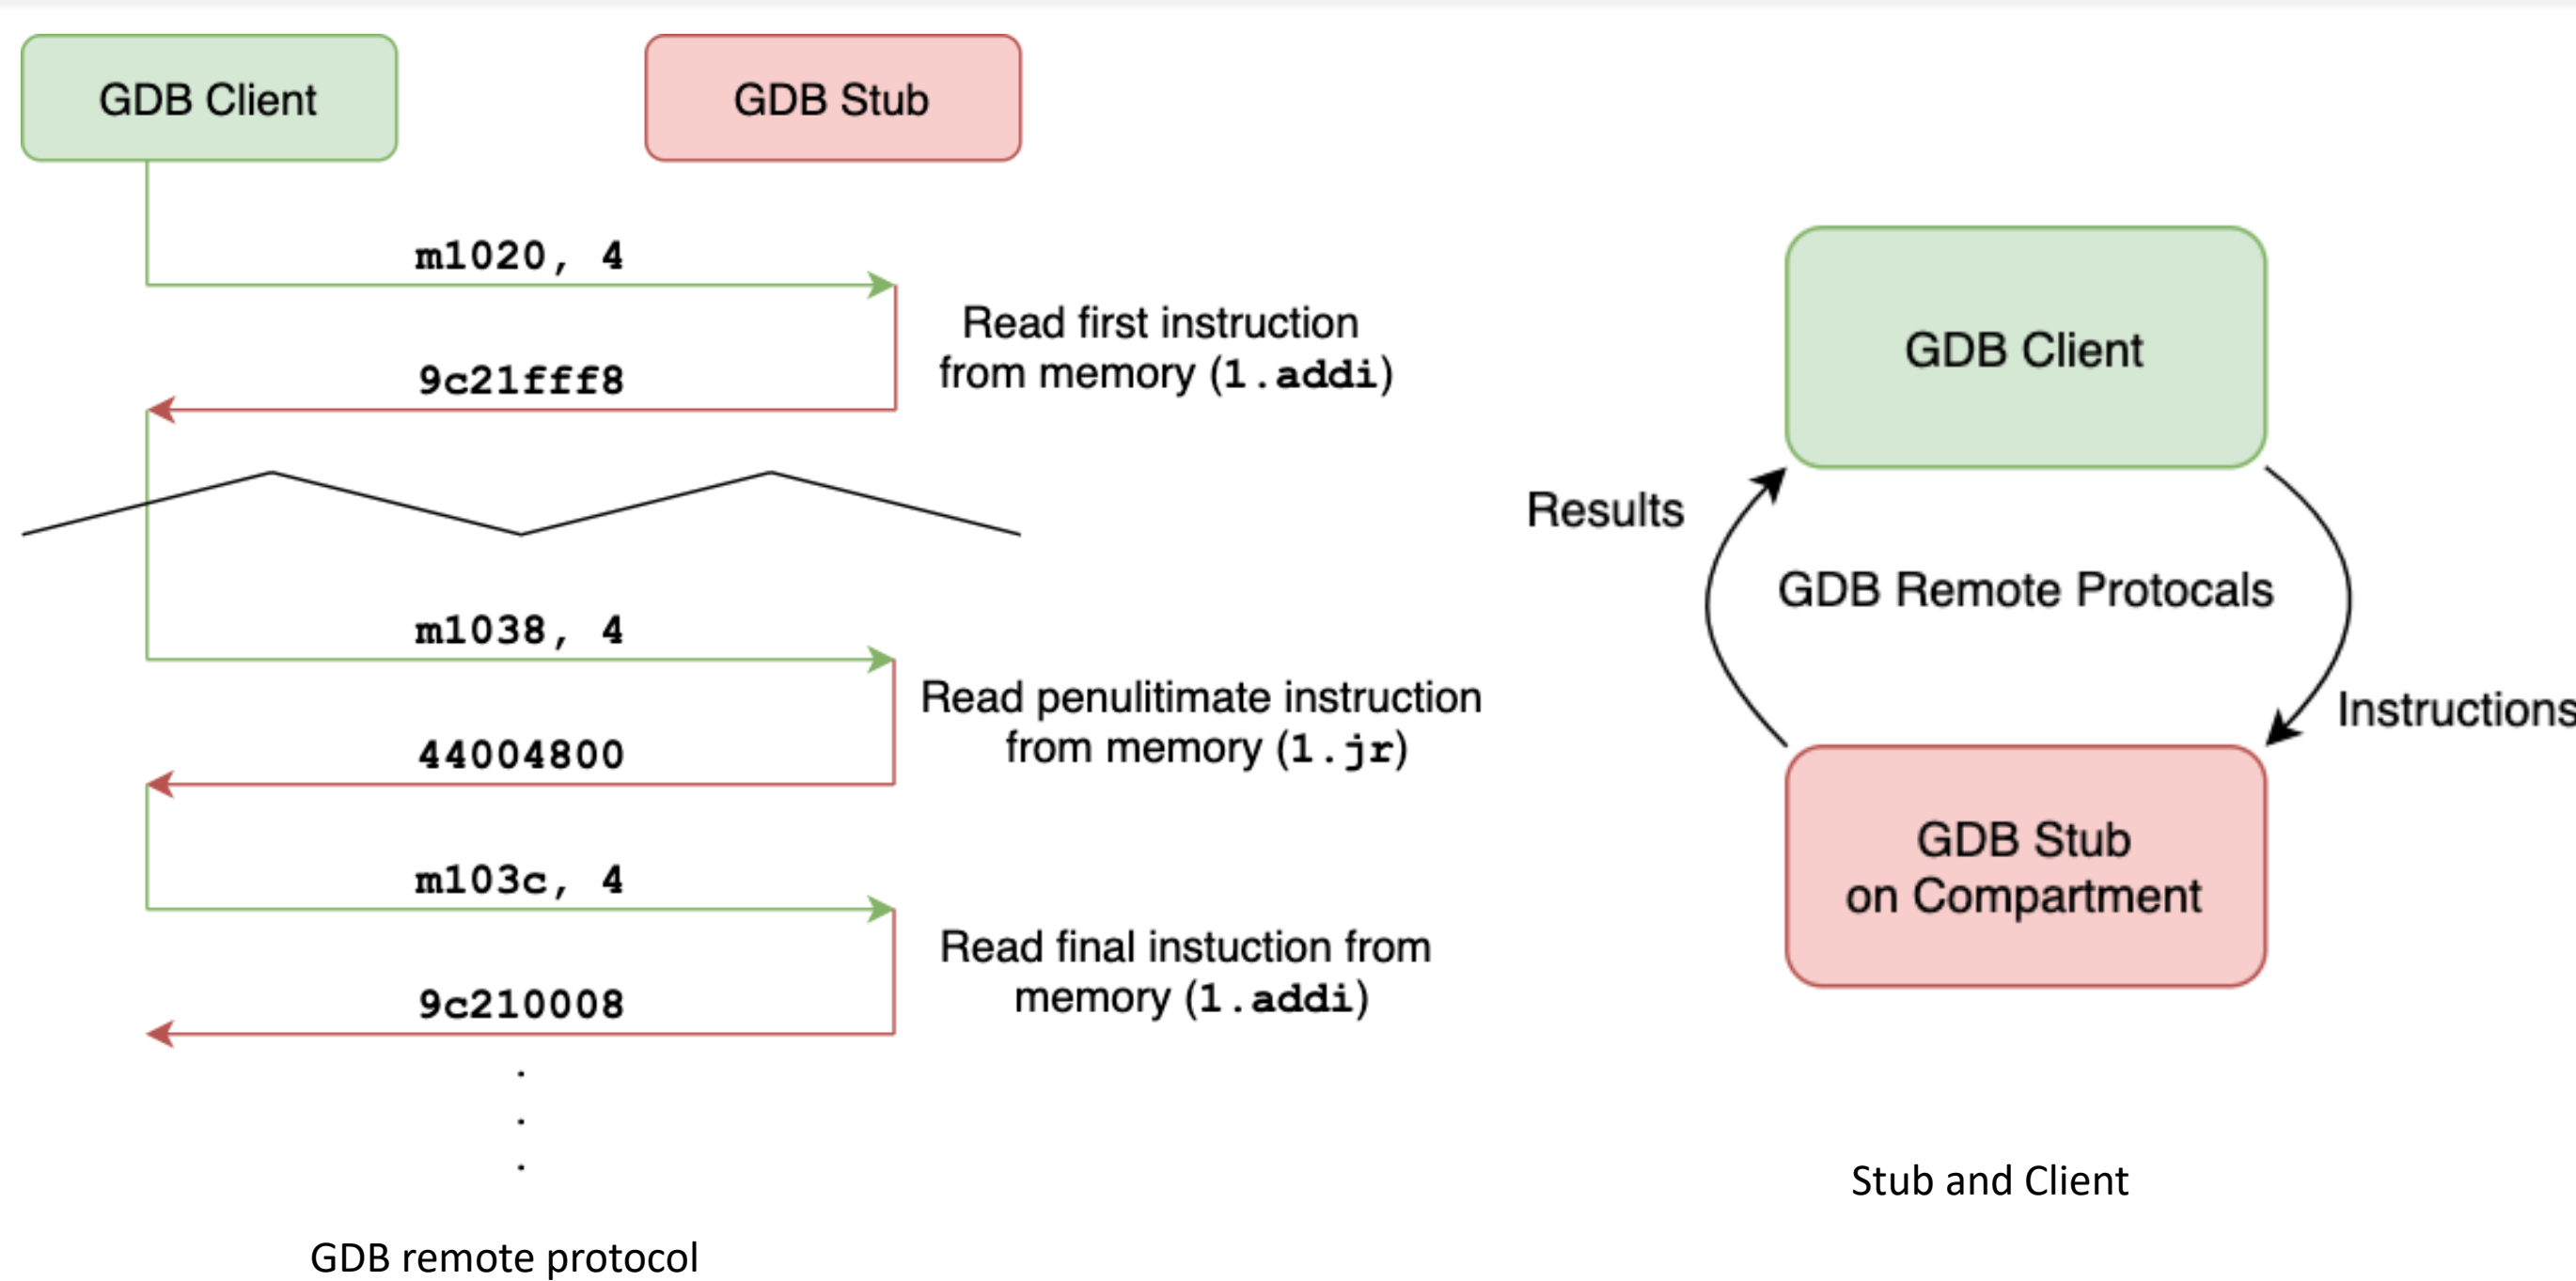 GDB Client
GDB Stub
m1020, 4
Read first instruction
from memory (1.addi)
9c21fff8
m1038, 4
Read penulitimate instruction
from memory (1.jr)
44004800
m103c, 4
Read final instuction from
memory (1.addi)
9c210008
.
.
.
GDB remote protocol
GDB Client
Results
GDB Remote Protocals
Instructions
GDB Stub
on Compartment
Stub and Client